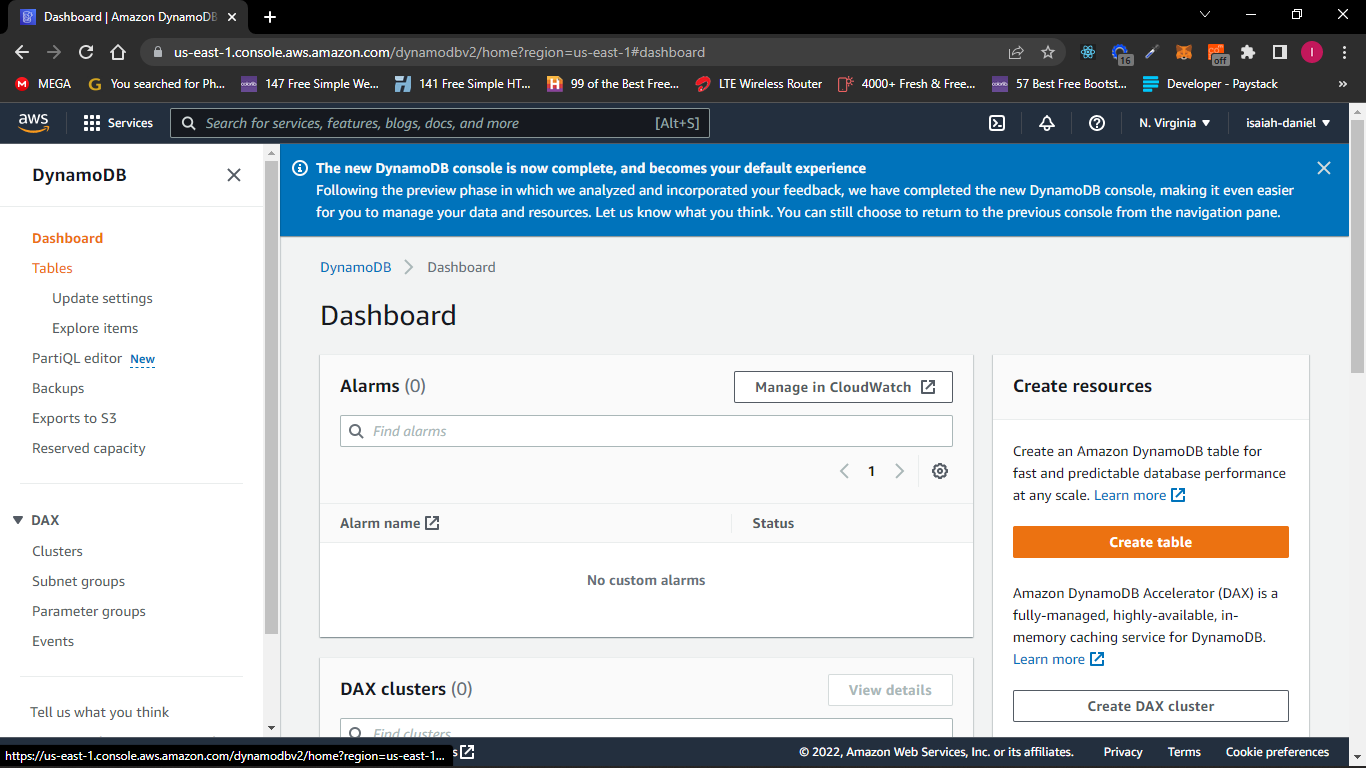 Dashboard | Amazon DynamoDB
us-east-1.console.aws.amazon.com/dynamodbv2/home?region=us-east-1#dashboard
16
off
I
MEGA
You searched for Ph...
147 Free Simple We...
141 Free Simple HT...
99 of the Best Free...
LTE Wireless Router
4000+ Fresh & Free...
57 Best Free Bootst...
Developer - Paystack
»
aws
Services
Search for services, features, blogs, docs, and more
[Alt+S]
N. Virginia
isaiah-daniel
DynamoDB
Dashboard
Tables
Update settings
Explore items
PartiQL editor New
Backups
Exports to S3
Reserved capacity
DAX
Clusters
Subnet groups
Parameter groups
Events
Tell us what you think
The new DynamoDB console is now complete, and becomes your default experience
Following the preview phase in which we analyzed and incorporated your feedback, we have completed the new DynamoDB console, making it even easier
for you to manage your data and resources. Let us know what you think. You can still choose to return to the previous console from the navigation pane.
DynamoDB
Dashboard
Dashboard
Alarms (0)
Manage in CloudWatch
Find alarms
1
Alarm name
Status
No custom alarms
DAX clusters (0)
View details
Find clusters
Create resources
Create an Amazon DynamoDB table for
fast and predictable database performance
at any scale. Learn more
Create table
Amazon DynamoDB Accelerator (DAX) is a
fully-managed, highly-available, in-
memory caching service for DynamoDB.
Learn more
Create DAX cluster
https://us-east-1.console.aws.amazon.com/dynamodbv2/home?region=us-east-1...
© 2022, Amazon Web Services, Inc. or its affiliates.
Privacy
Terms
Cookie preferences